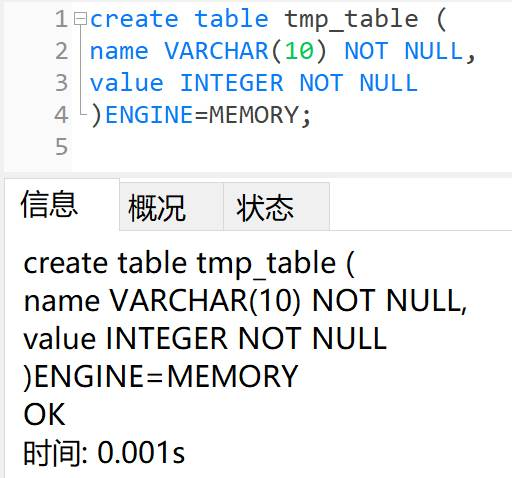 1 create table tmp_table (
2 name VARCHAR(10) NOT NULL,
3 value INTEGER NOT NULL
4 )ENGINE=MEMORY;
5
信息 概况 状态
create table tmp_table (
name VARCHAR(10) NOT NULL,
value INTEGER NOT NULL
)ENGINE=MEMORY
OK
时间: 0.001s